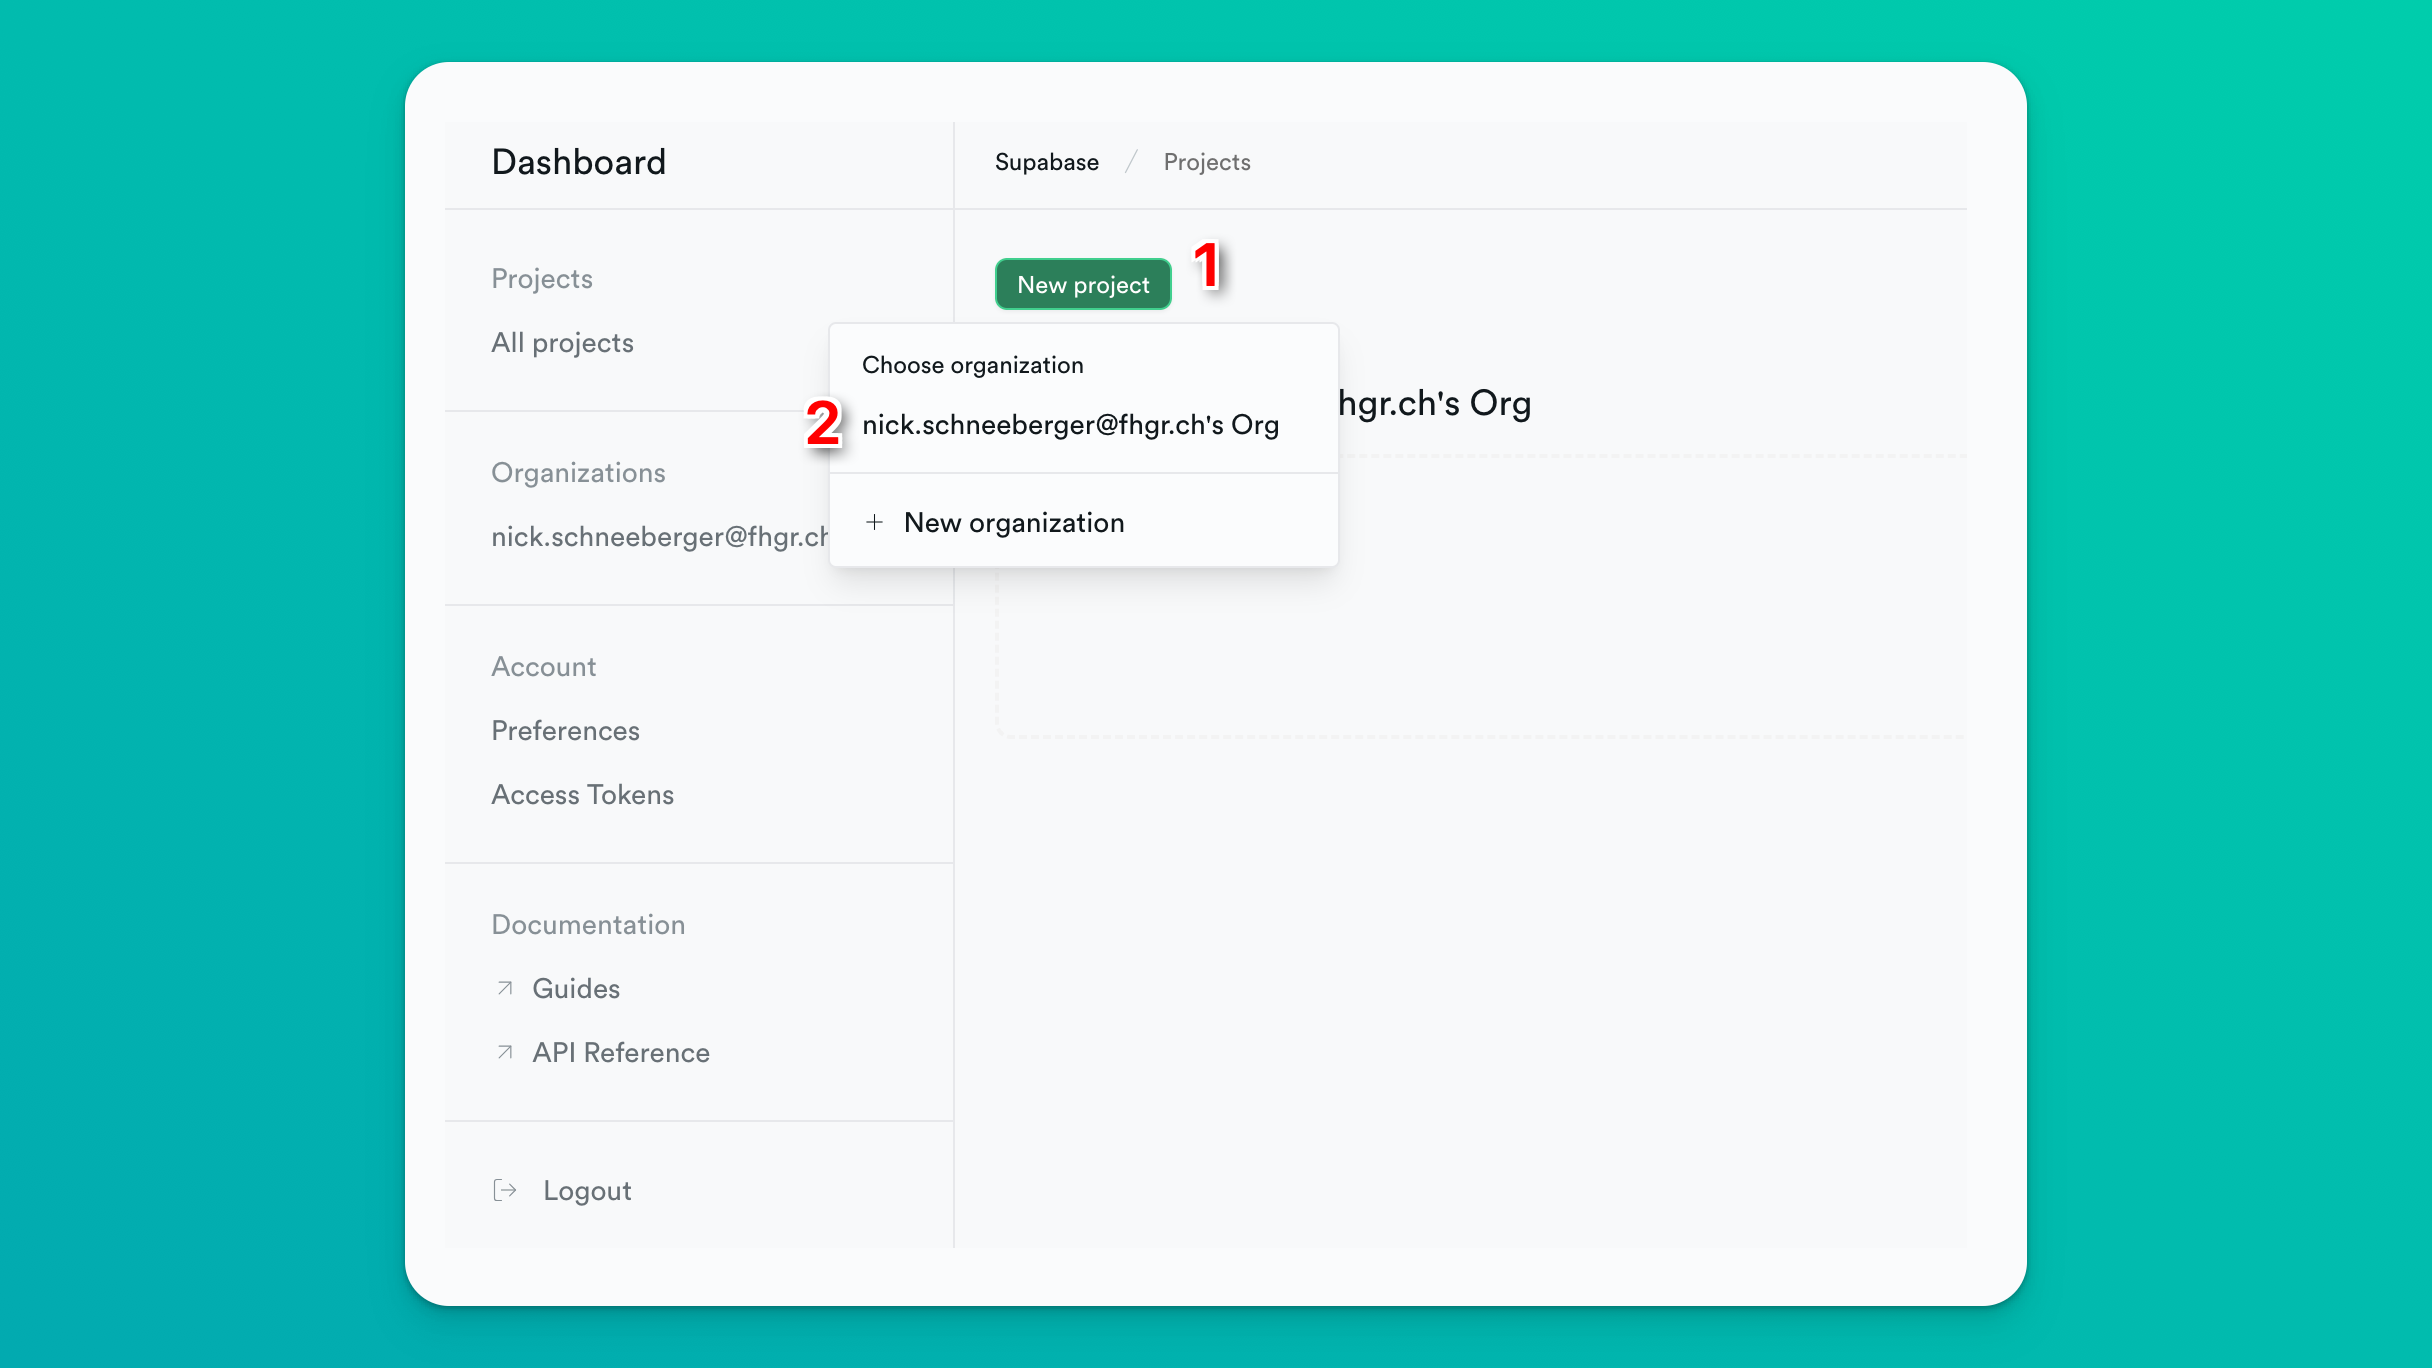 Dashboard
Supabase / Projects
Projects
All projects
Organizations
nick.schneeberger@fhgr.ch
Account
Preferences
Access Tokens
Documentation
Guides
API Reference
Logout
New project
1
Choose organization
2
nick.schneeberger@fhgr.ch's Org
+ New organization
hgr.ch's Org